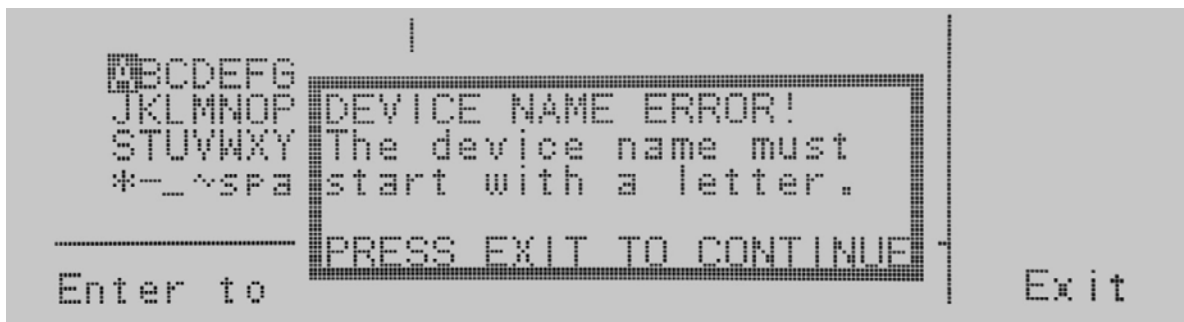 ABCDEFG
JKLMNOP
STUVWXY
*-_~spa
DEVICE NAME ERROR!
The device name must
start with a letter.
PRESS EXIT TO CONTINUE
Enter to
Exit